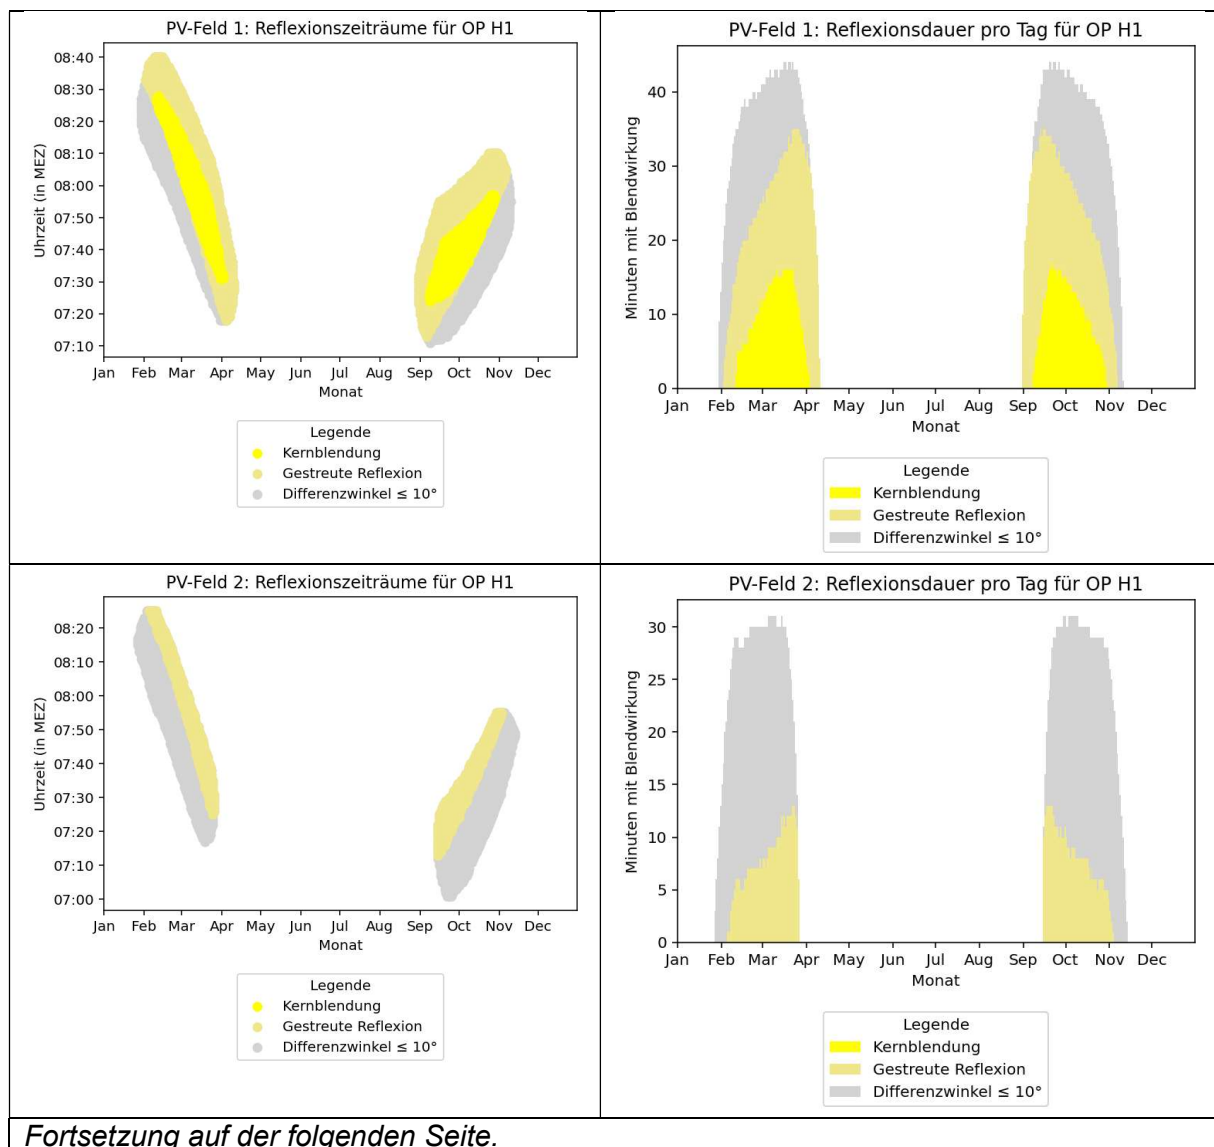 PV-Feld 1: Reflexionszeiträume für OP H1
Uhrzeit (in MEZ)
08:40
08:30
08:20
08:10
08:00
07:50
07:40
07:30
07:20
07:10
Jan Feb Mar Apr May Jun Jul Aug Sep Oct Nov Dec
Monat
Legende
Kernblendung
Gestreute Reflexion
Differenzwinkel ≤ 10°
PV-Feld 1: Reflexionsdauer pro Tag für OP H1
Minuten mit Blendwirkung
40
30
20
10
0
Jan Feb Mar Apr May Jun Jul Aug Sep Oct Nov Dec
Monat
Legende
Kernblendung
Gestreute Reflexion
Differenzwinkel ≤ 10°
PV-Feld 2: Reflexionszeiträume für OP H1
Uhrzeit (in MEZ)
08:20
08:10
08:00
07:50
07:40
07:30
07:20
07:10
07:00
Jan Feb Mar Apr May Jun Jul Aug Sep Oct Nov Dec
Monat
Legende
Kernblendung
Gestreute Reflexion
Differenzwinkel ≤ 10°
PV-Feld 2: Reflexionsdauer pro Tag für OP H1
Minuten mit Blendwirkung
30
25
20
15
10
5
0
Jan Feb Mar Apr May Jun Jul Aug Sep Oct Nov Dec
Monat
Legende
Kernblendung
Gestreute Reflexion
Differenzwinkel ≤ 10°
Fortsetzung auf der folgenden Seite.